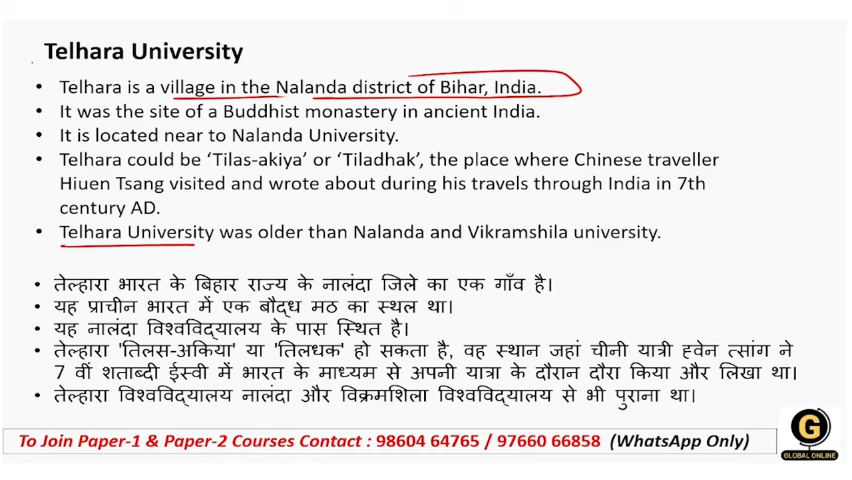 Telhara University
• Telhara is a village in the Nalanda district of Bihar, India.
• It was the site of a Buddhist monastery in ancient India.
• It is located near to Nalanda University.
• Telhara could be ‘Tilas-akiya’ or ‘Tiladhak’, the place where Chinese traveller
Hiuen Tsang visited and wrote about during his travels through India in 7th
century AD.
• Telhara University was older than Nalanda and Vikramshila university.
• तेल्हारा भारत के बिहार राज्य के नालंदा जिले का एक गाँव है।
• यह प्राचीन भारत में एक बौद्ध मठ का स्थल था।
• यह नालंदा विश्वविद्यालय के पास स्थित है।
• तेल्हारा 'तिलस-अकिया' या 'तिलधक' हो सकता है, वह स्थान जहां चीनी यात्री ह्वेन त्सांग ने
7 वीं शताब्दी ईस्वी में भारत के माध्यम से अपनी यात्रा के दौरान दौरा किया और लिखा था।
• तेल्हारा विश्वविद्यालय नालंदा और विक्रमशिला विश्वविद्यालय से भी पुराना था।
To Join Paper-1 & Paper-2 Courses Contact : 98604 64765 / 97660 66858 (WhatsApp Only)
G
GLOBAL ONLINE